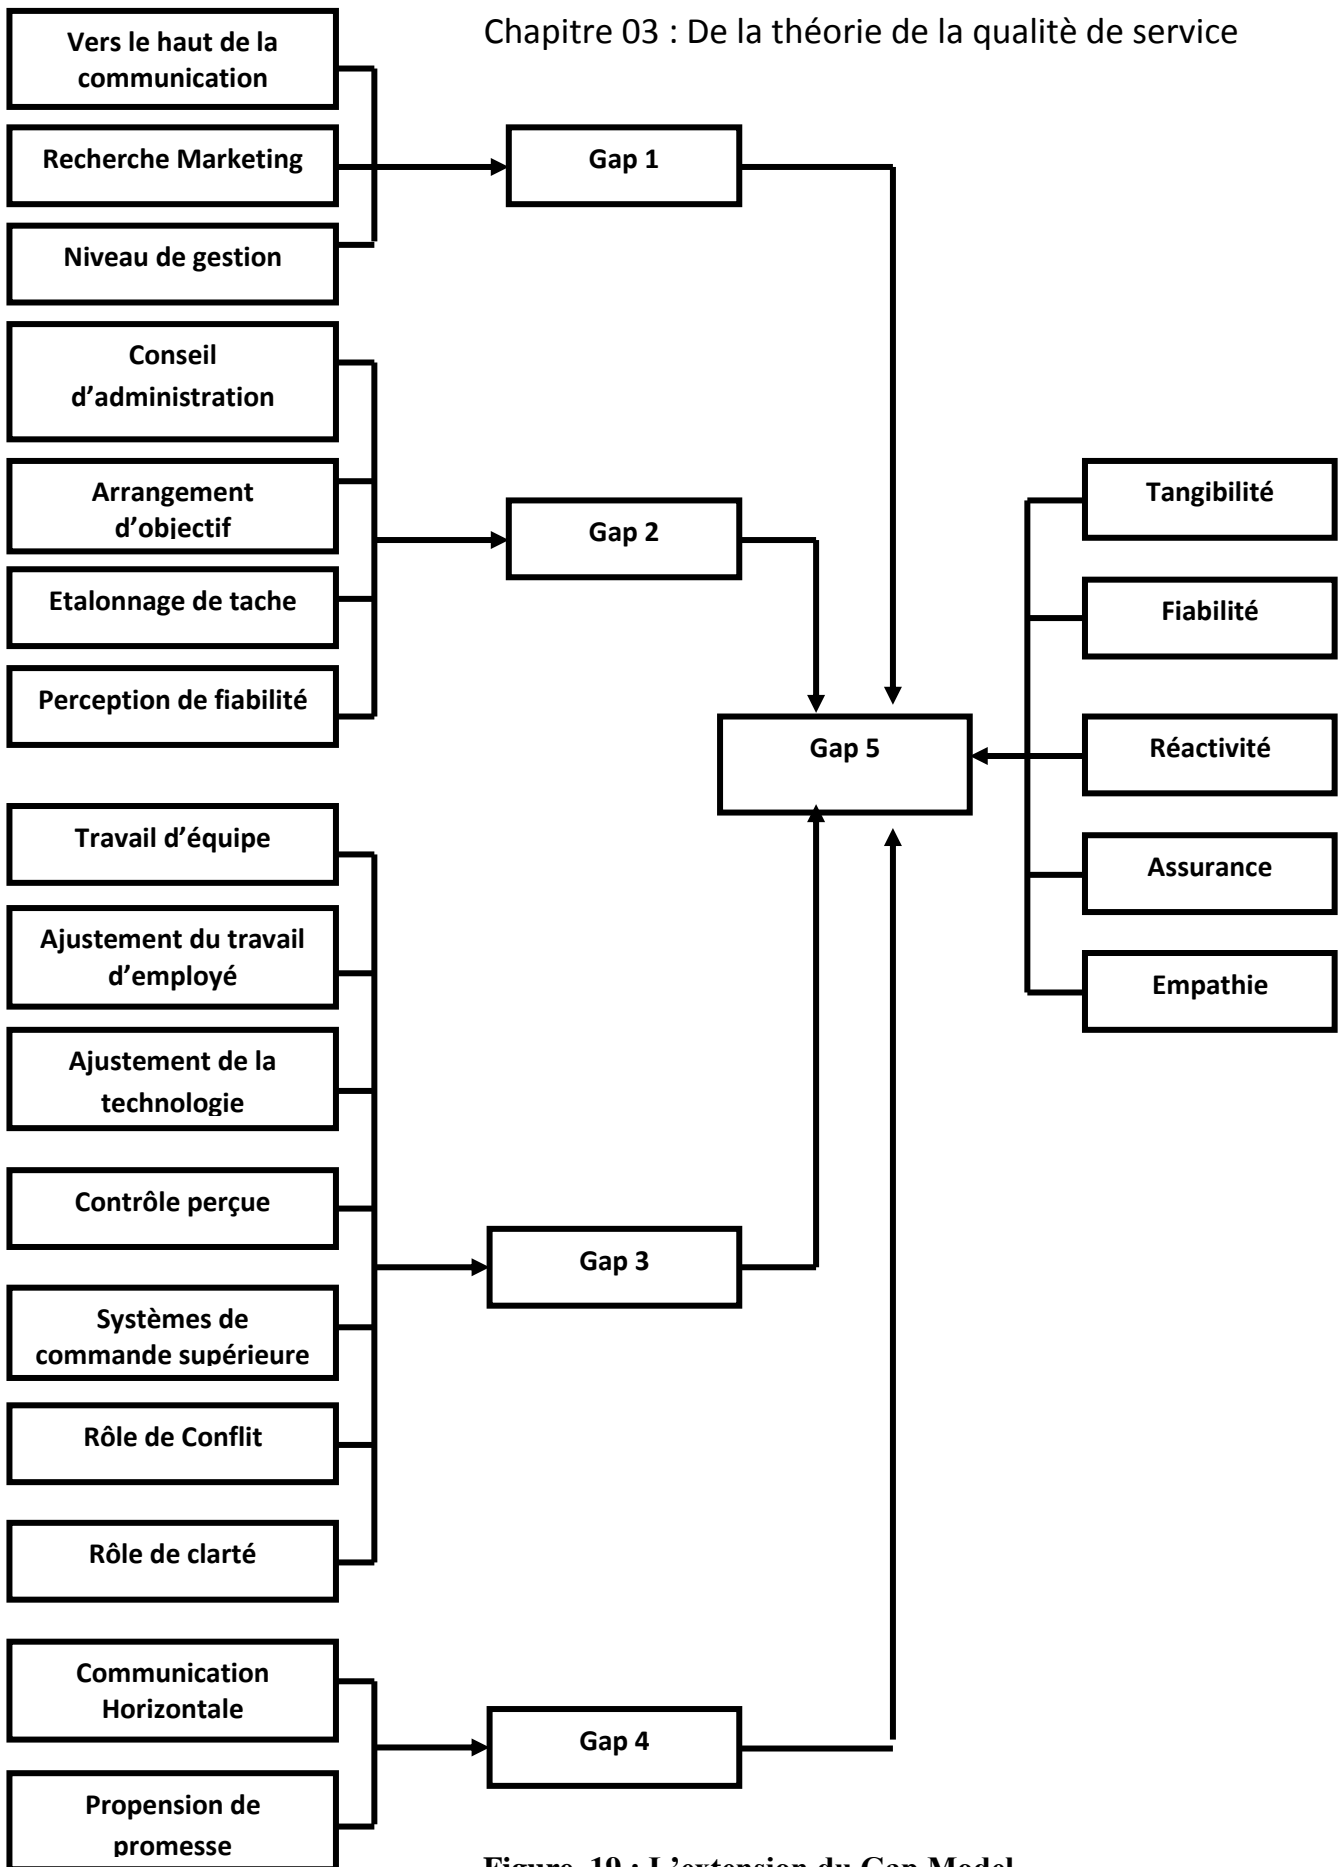 Chapitre 03 : De la théorie de la qualitè de service
Vers le haut de la
communication
Recherche Marketing
Niveau de gestion
Gap 1
Conseil
d’administration
Arrangement
d’objectif
Etalonnage de tache
Perception de fiabilité
Gap 2
Travail d’équipe
Ajustement du travail
d’employé
Ajustement de la
technologie
Contrôle perçue
Systèmes de
commande supérieure
Rôle de Conflit
Rôle de clarté
Gap 3
Communication
Horizontale
Propension de
promesse
Gap 4
Gap 5
Tangibilité
Fiabilité
Réactivité
Assurance
Empathie
Figure 19 : L’extension du Gap Model